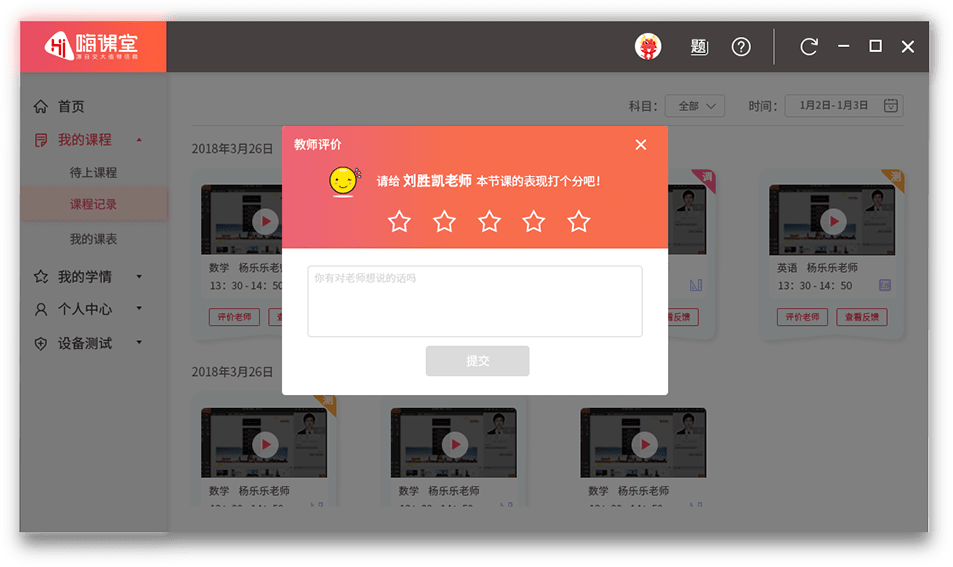 Hi 嗨课堂
题
首页
我的课程
待上课程
课程记录
我的课表
我的学情
个人中心
设备测试
科目: 全部
时间: 1月2日- 1月3日
2018年3月26日
教师评价
请给 刘胜凯老师 本节课的表现打个分吧!
你有对老师想说的话吗
提交
数学 杨乐乐老师
13：30 - 14：50
评价老师
调
看反馈
测
英语 杨乐乐老师
13：30 - 14：50
评价老师 查看反馈
2018年3月26日
测
数学 杨乐乐老师
数学 杨乐乐老师
数学 杨乐乐老师